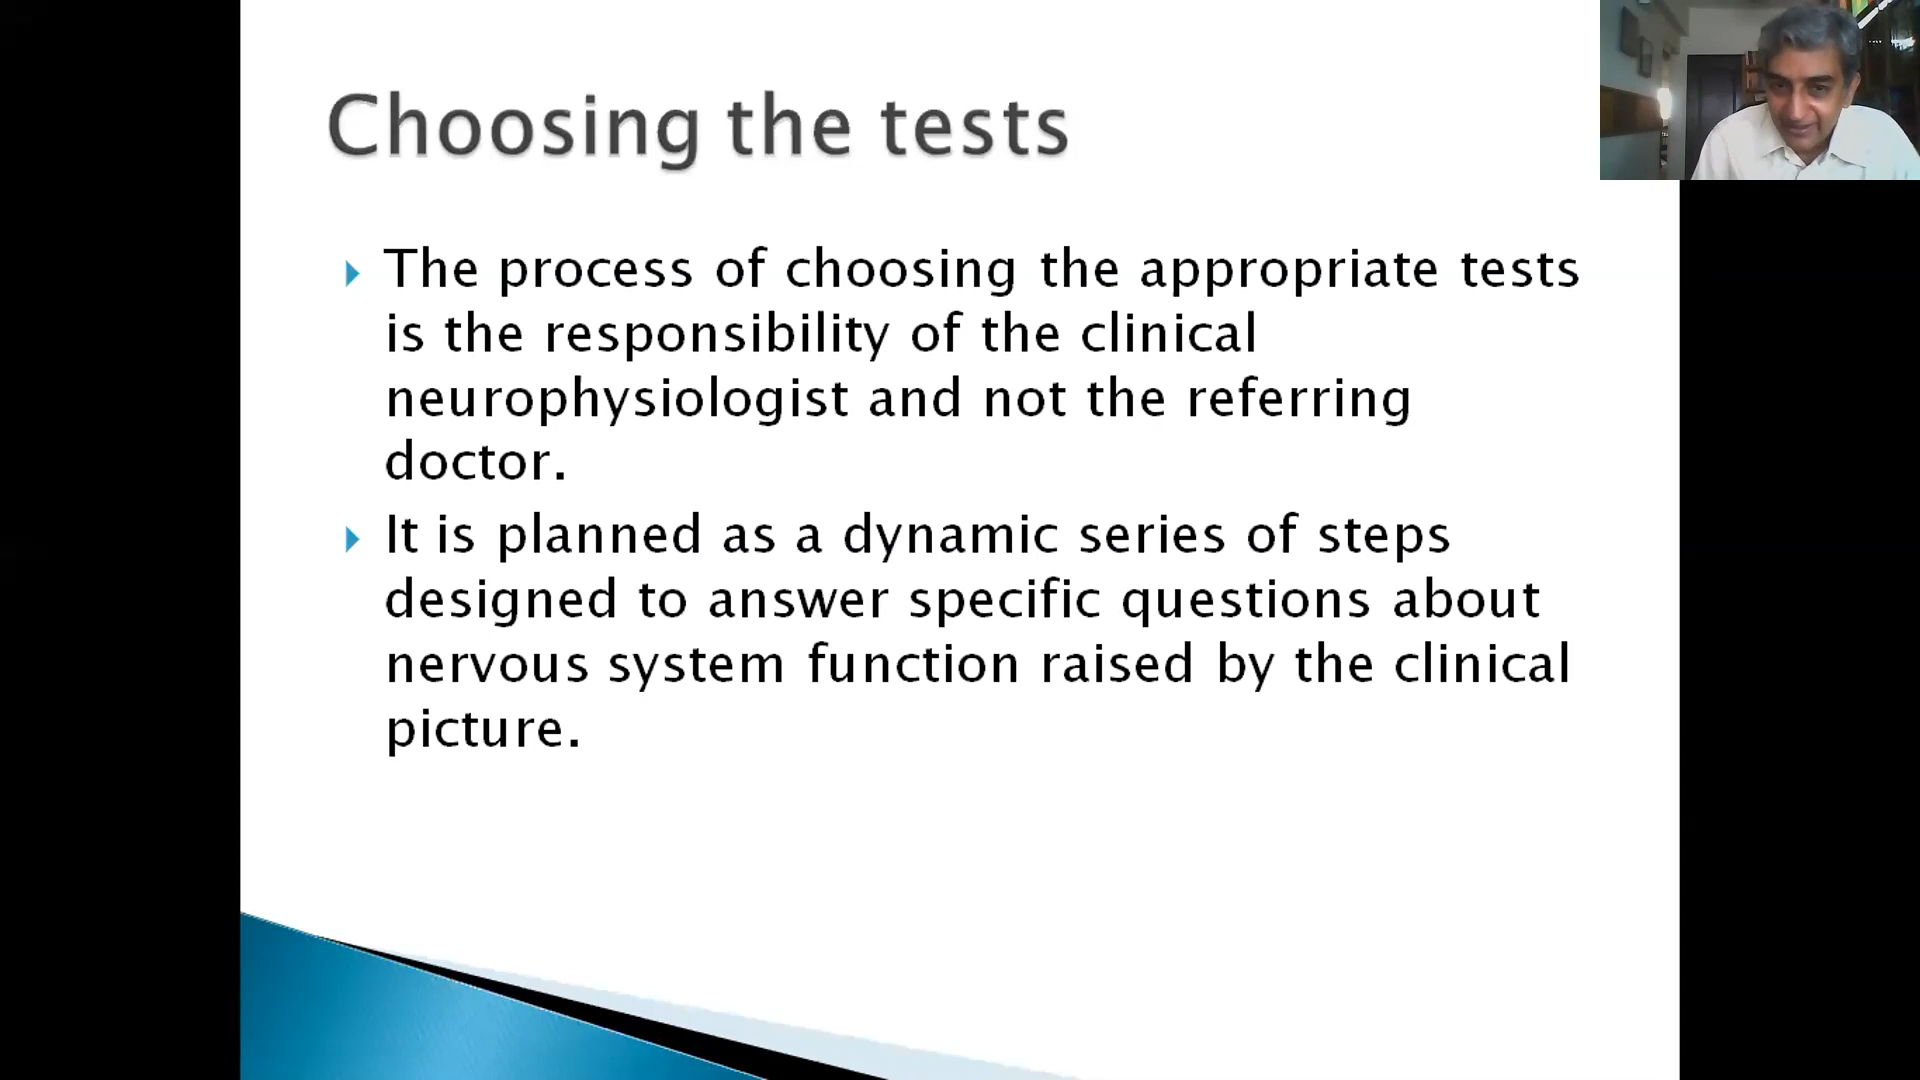 Choosing the tests
The process of choosing the appropriate tests
is the responsibility of the clinical
neurophysiologist and not the referring
doctor.
It is planned as a dynamic series of steps
designed to answer specific questions about
nervous system function raised by the clinical
picture.